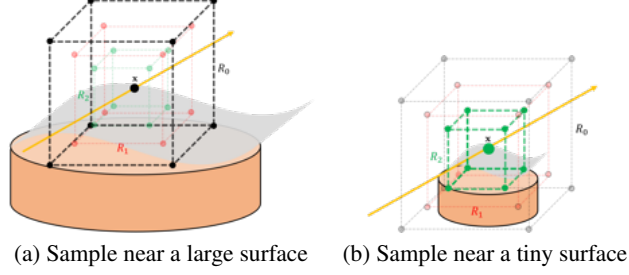 x
R₀
R₂
R₁
x
R₀
R₂
R₁
(a) Sample near a large surface
(b) Sample near a tiny surface